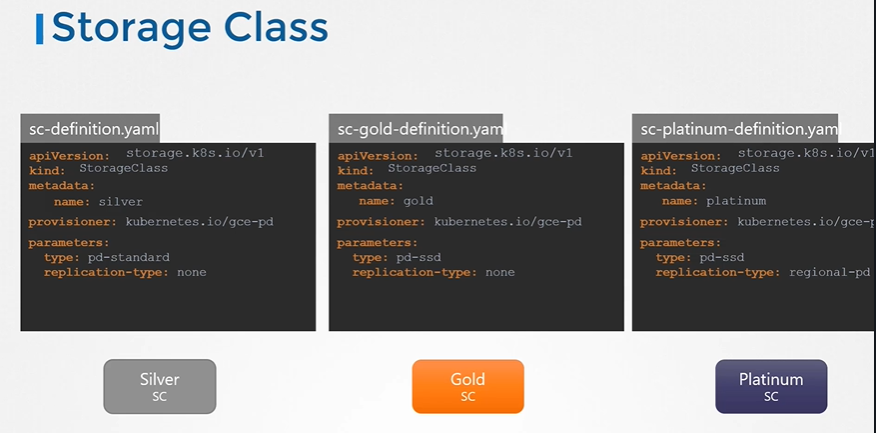 Storage Class
sc-definition.yaml
apiVersion: storage.k8s.io/v1
kind: StorageClass
metadata:
name: silver
provisioner: kubernetes.io/gce-pd
parameters:
type: pd-standard
replication-type: none
Silver
SC
sc-gold-definition.yam
apiVersion: storage.k8s.io/v1
kind: StorageClass
metadata:
name: gold
provisioner: kubernetes.io/gce-pd
parameters:
type: pd-ssd
replication-type: none
Gold
SC
sc-platinum-definition.yaml
apiVersion: storage.k8s.io/v1
kind: StorageClass
metadata:
name: platinum
provisioner: kubernetes.io/gce-p
parameters:
type: pd-ssd
replication-type: regional-pd
Platinum
SC